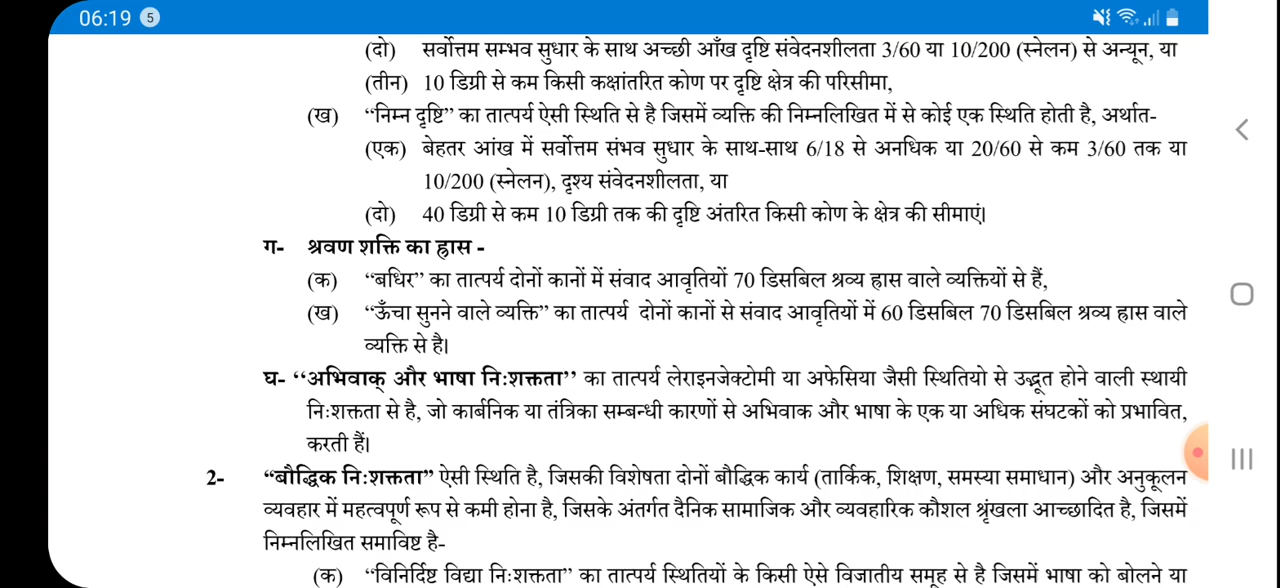 06:19 5
(दो) सर्वोत्तम सम्भव सुधार के साथ अच्छी आँख दृष्टि संवेदनशीलता 3/60 या 10/200 (स्नेलन) से अन्यून, या
(तीन) 10 डिग्री से कम किसी कक्षांतरित कोण पर दृष्टि क्षेत्र की परिसीमा,
(ख) “निम्न दृष्टि” का तात्पर्य ऐसी स्थिति से है जिसमें व्यक्ति की निम्नलिखित में से कोई एक स्थिति होती है, अर्थात-
(एक) बेहतर आंख में सर्वोत्तम संभव सुधार के साथ-साथ 6/18 से अनधिक या 20/60 से कम 3/60 तक या
10/200 (स्नेलन), दृश्य संवेदनशीलता, या
(दो) 40 डिग्री से कम 10 डिग्री तक की दृष्टि अंतरित किसी कोण के क्षेत्र की सीमाएं।
ग- श्रवण शक्ति का ह्रास -
(क) “बधिर” का तात्पर्य दोनों कानों में संवाद आवृतियों 70 डिसबिल श्रव्य ह्रास वाले व्यक्तियों से हैं,
(ख) “ऊँचा सुनने वाले व्यक्ति” का तात्पर्य दोनों कानों से संवाद आवृतियों में 60 डिसबिल 70 डिसबिल श्रव्य ह्रास वाले
व्यक्ति से है।
घ- “अभिवाक् और भाषा निःशक्तता” का तात्पर्य लेराइनजेक्टोमी या अफेसिया जैसी स्थितियो से उद्भूत होने वाली स्थायी
निःशक्तता से है, जो कार्बनिक या तंत्रिका सम्बन्धी कारणों से अभिवाक और भाषा के एक या अधिक संघटकों को प्रभावित,
करती हैं।
2- “बौद्धिक निःशक्तता” ऐसी स्थिति है, जिसकी विशेषता दोनों बौद्धिक कार्य (तार्किक, शिक्षण, समस्या समाधान) और अनुकूलन
व्यवहार में महत्वपूर्ण रूप से कमी होना है, जिसके अंतर्गत दैनिक सामाजिक और व्यवहारिक कौशल श्रृंखला आच्छादित है, जिसमें
निम्नलिखित समाविष्ट है-
(क) “विनिर्दिष्ट विद्या निःशक्तता” का तात्पर्य स्थितियों के किसी ऐसे विजातीय समूह से है जिसमें भाषा को बोलने या